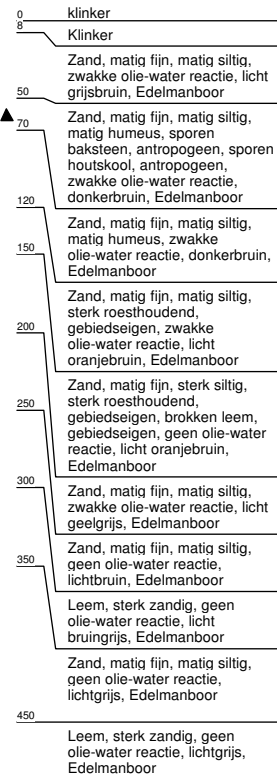 0 klinker
8 Klinker
Zand, matig fijn, matig siltig,
zwakke olie-water reactie, licht
grijsbruin, Edelmanboor
50
Zand, matig fijn, matig siltig,
matig humeus, sporen
baksteen, antropogeen, sporen
houtskool, antropogeen,
zwakke olie-water reactie,
donkerbruin, Edelmanboor
70
Zand, matig fijn, matig siltig,
matig humeus, zwakke
olie-water reactie, donkerbruin,
Edelmanboor
120
Zand, matig fijn, matig siltig,
sterk roesthoudend,
gebiedseigen, zwakke
olie-water reactie, licht
oranjebruin, Edelmanboor
150
Zand, matig fijn, sterk siltig,
sterk roesthoudend,
gebiedseigen, brokken leem,
gebiedseigen, geen olie-water
reactie, licht oranjebruin,
Edelmanboor
200
Zand, matig fijn, matig siltig,
zwakke olie-water reactie, licht
geelgrijs, Edelmanboor
250
Zand, matig fijn, matig siltig,
geen olie-water reactie,
lichtbruin, Edelmanboor
300
Leem, sterk zandig, geen
olie-water reactie, licht
bruingrijs, Edelmanboor
350
Zand, matig fijn, matig siltig,
geen olie-water reactie,
lichtgrijs, Edelmanboor
450
Leem, sterk zandig, geen
olie-water reactie, lichtgrijs,
Edelmanboor